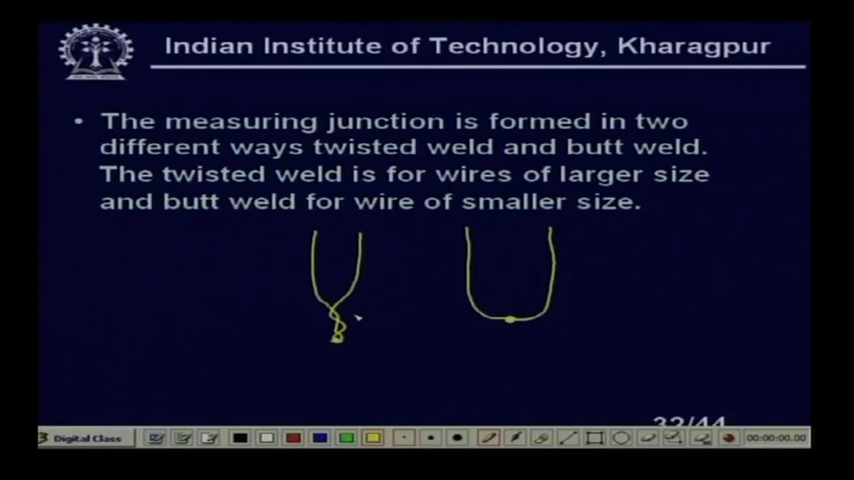 Indian Institute of Technology, Kharagpur
• The measuring junction is formed in two
different ways twisted weld and butt weld.
The twisted weld is for wires of larger size
and butt weld for wire of smaller size.
32/44
Digital Class
00:00:00.00